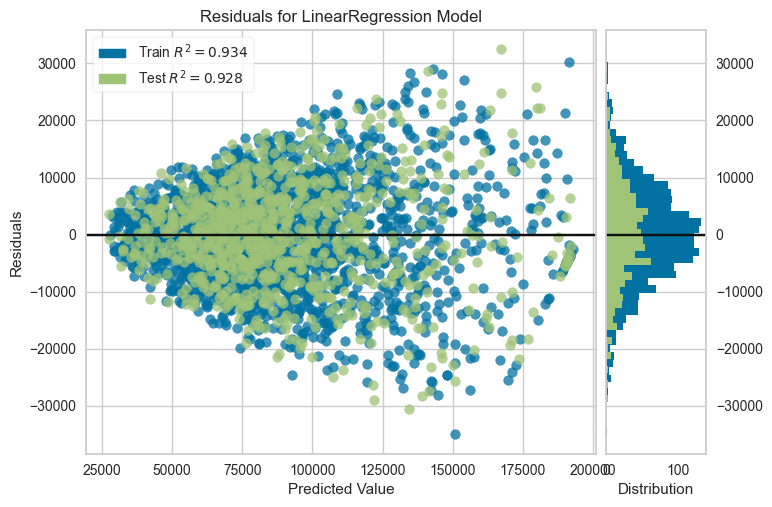 Residuals for LinearRegression Model
Train R² = 0.934
Test R² = 0.928
30000
20000
10000
0
−10000
−20000
−30000
Residuals
25000 50000 75000 100000 125000 150000 175000 200000
Predicted Value
30000
20000
10000
0
−10000
−20000
−30000
0 100
Distribution